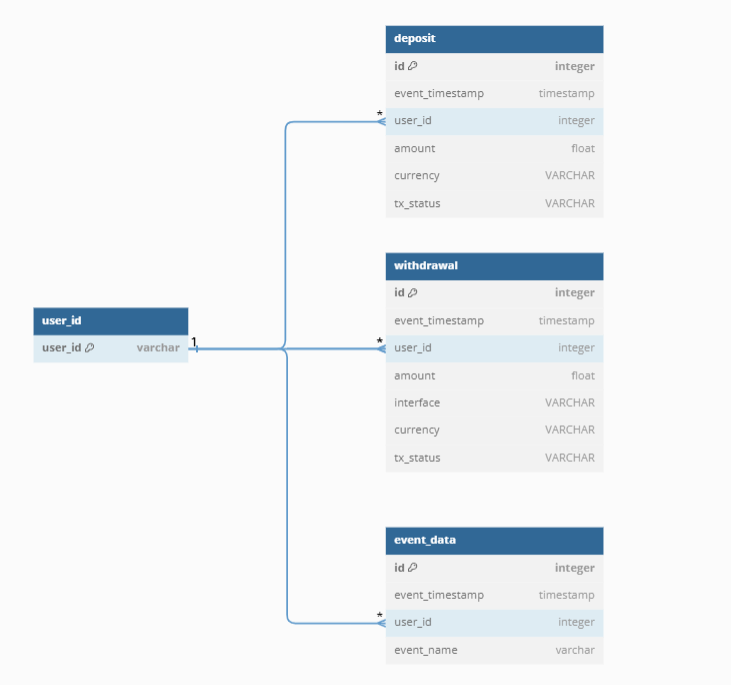 deposit
id integer
event_timestamp timestamp
* user_id integer
amount float
currency VARCHAR
tx_status VARCHAR
withdrawal
id integer
event_timestamp timestamp
user_id
user_id varchar 1
* user_id integer
amount float
interface VARCHAR
currency VARCHAR
tx_status VARCHAR
event_data
id integer
event_timestamp timestamp
* user_id integer
event_name varchar